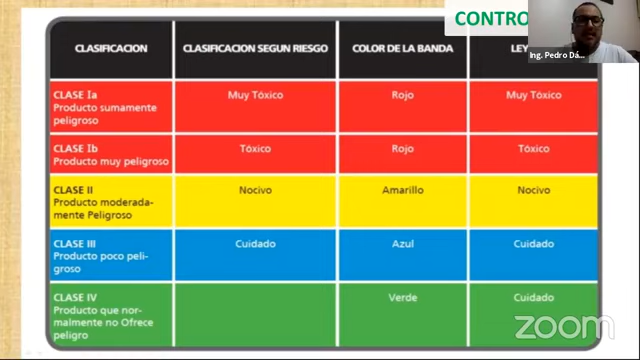 CONTRO
Ing. Pedro Dá...
CLASIFICACION
CLASIFICACION SEGUN RIESGO
COLOR DE LA BANDA
LEY
CLASE Ia
Producto sumamente
peligroso
Muy Tóxico
Rojo
Muy Tóxico
CLASE Ib
Producto muy peligroso
Tóxico
Rojo
Tóxico
CLASE II
Producto moderada-
mente Peligroso
Nocivo
Amarillo
Nocivo
CLASE III
Producto poco peli-
groso
Cuidado
Azul
Cuidado
CLASE IV
Producto que nor-
malmente no Ofrece
peligro
Verde
Cuidado
zoom